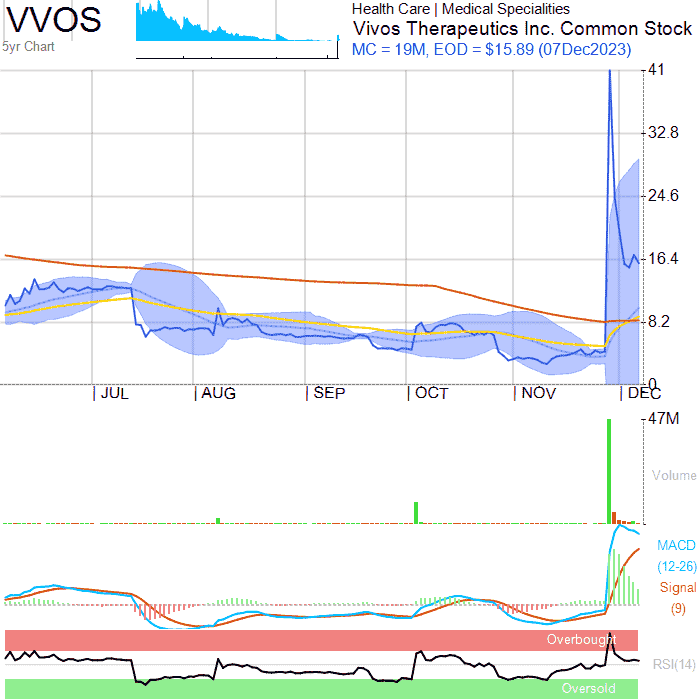 VVOS
5yr Chart
Health Care | Medical Specialities
Vivos Therapeutics Inc. Common Stock
MC = 19M, EOD = $15.89 (07Dec2023)
41
32.8
24.6
16.4
8.2
0
JUL AUG SEP OCT NOV DEC
47M
Volume
MACD
(12-26)
Signal
(9)
Overbought
RSI(14)
Oversold